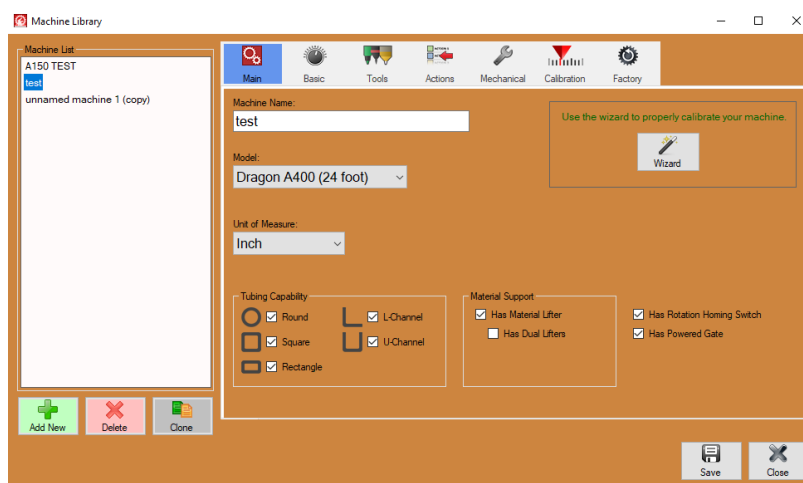 Machine Library
Machine List
A150 TEST
test
unnamed machine 1 (copy)
Add New
Delete
Clone
Main
Basic
Tools
Actions
Mechanical
Calibration
Factory
Machine Name:
test
Use the wizard to properly calibrate your machine.
Wizard
Model:
Dragon A400 (24 foot)
Unit of Measure:
Inch
Tubing Capability
Round
L-Channel
Square
U-Channel
Rectangle
Material Support
Has Material Lifter
Has Dual Lifters
Has Rotation Homing Switch
Has Powered Gate
Save
Close